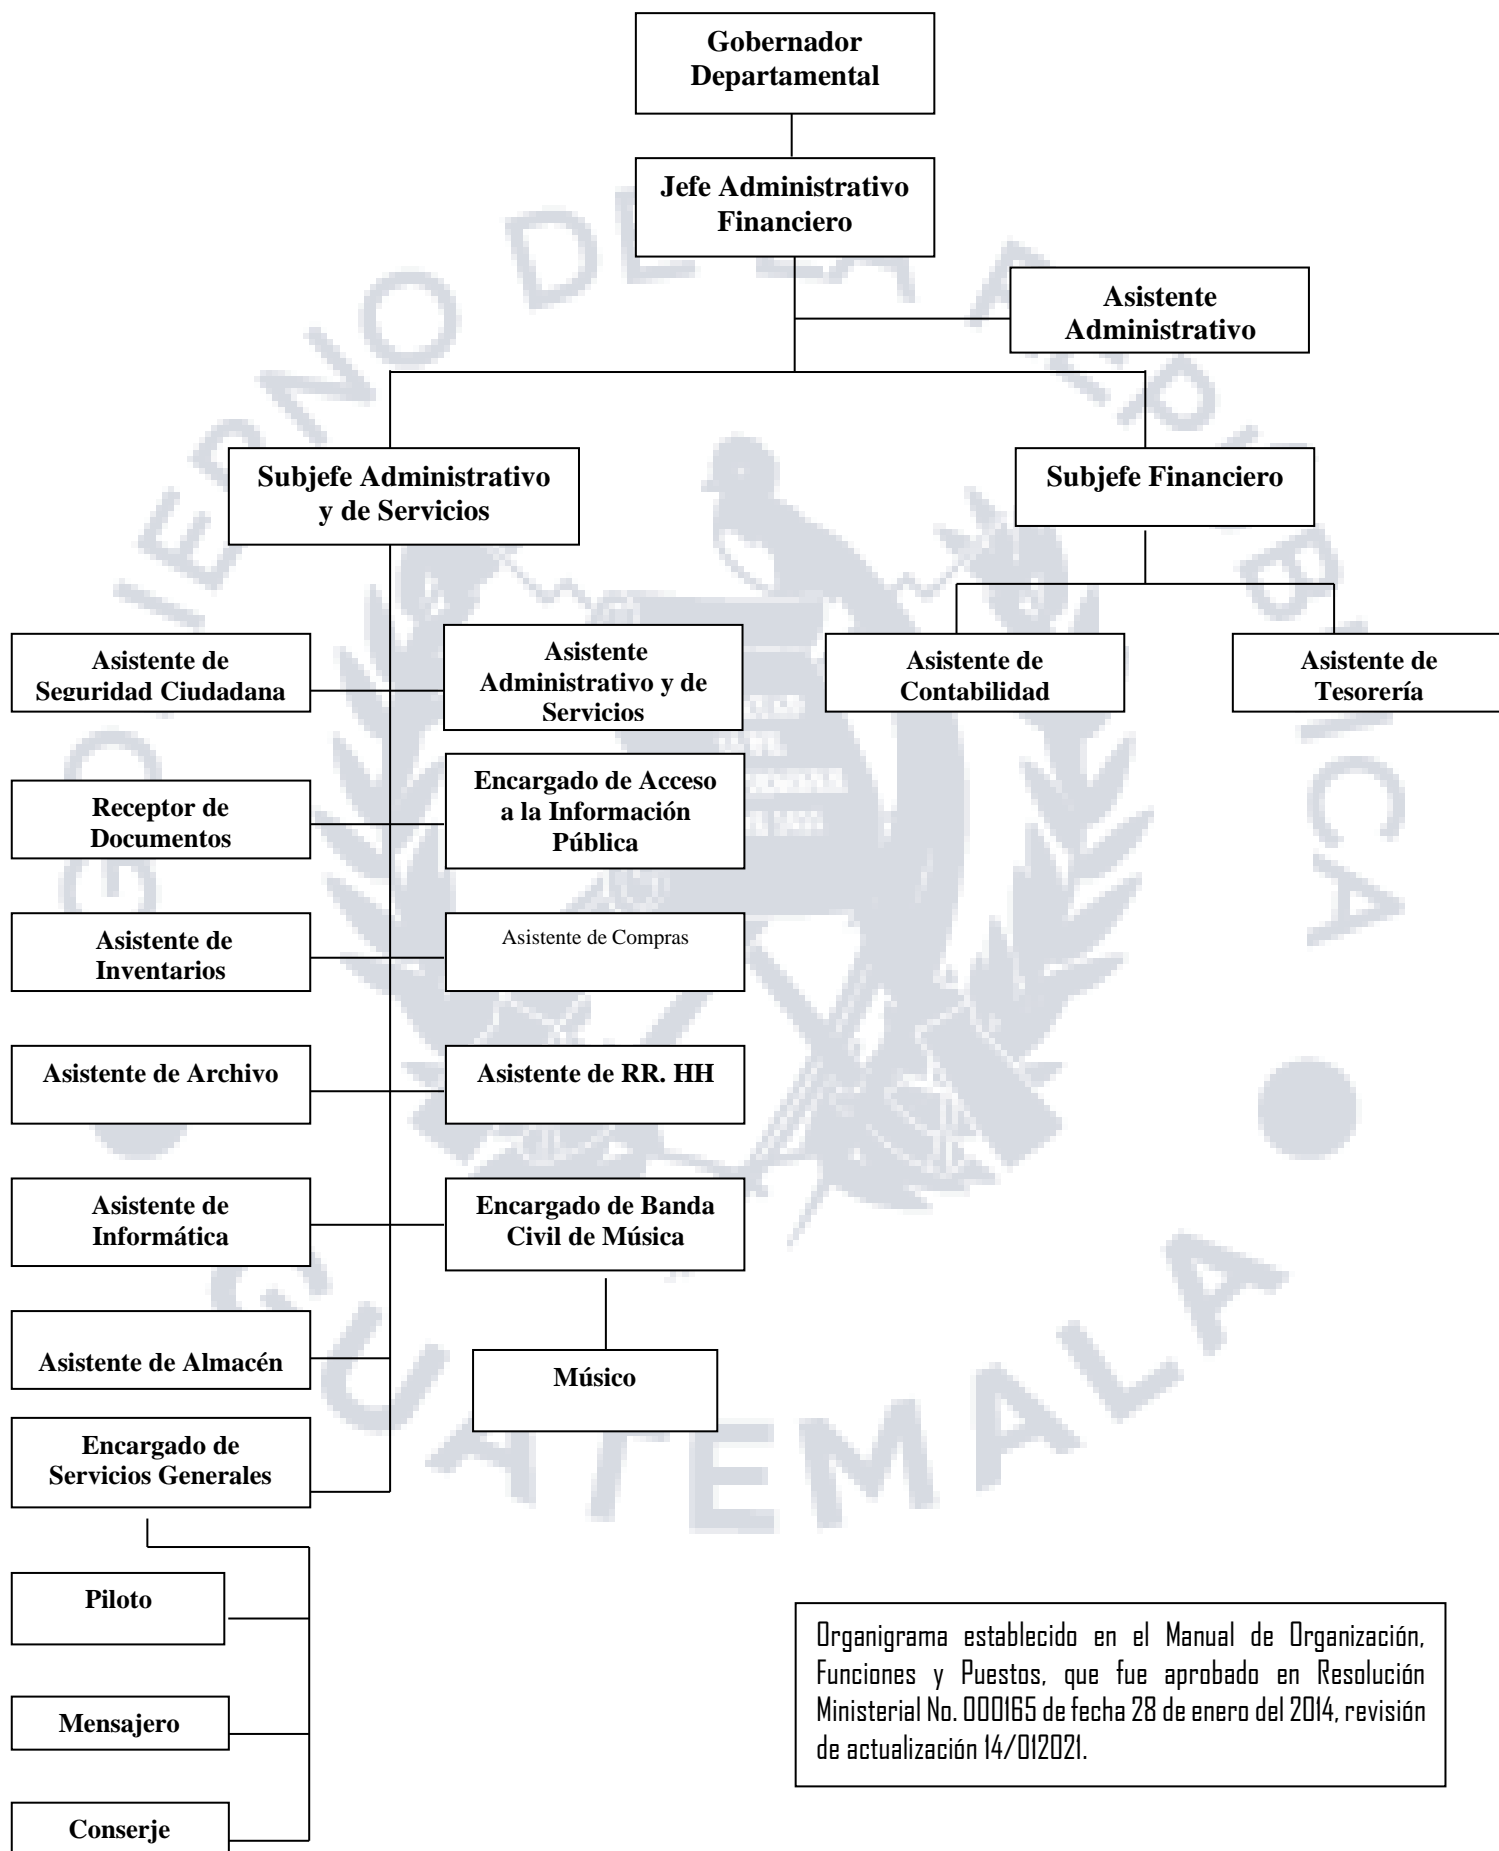 Gobernador
Departamental
Jefe Administrativo
Financiero
Asistente
Administrativo
Subjefe Administrativo
y de Servicios
Subjefe Financiero
Asistente de
Seguridad Ciudadana
Asistente
Administrativo y de
Servicios
Asistente de
Contabilidad
Asistente de
Tesorería
Receptor de
Documentos
Encargado de Acceso
a la Información
Pública
Asistente de
Inventarios
Asistente de Compras
Asistente de Archivo
Asistente de RR. HH
Asistente de
Informática
Encargado de Banda
Civil de Música
Asistente de Almacén
Músico
Encargado de
Servicios Generales
Piloto
Mensajero
Conserje
Organigrama establecido en el Manual de Organización,
Funciones y Puestos, que fue aprobado en Resolución
Ministerial No. 000165 de fecha 28 de enero del 2014, revisión
de actualización 14/012021.
GOBIERNO DE LA REPÚBLICA
GUATEMALA